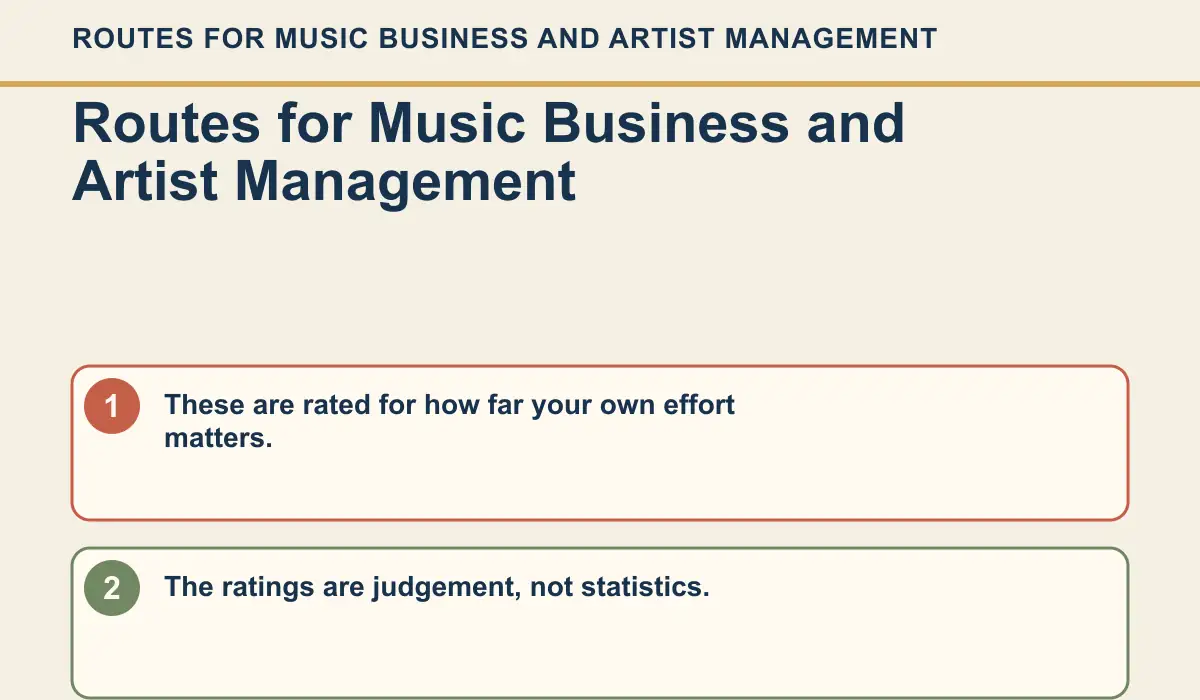 ROUTES FOR MUSIC BUSINESS AND ARTIST MANAGEMENT
Routes for Music Business and
Artist Management
1
These are rated for how far your own effort
matters.
2
The ratings are judgement, not statistics.